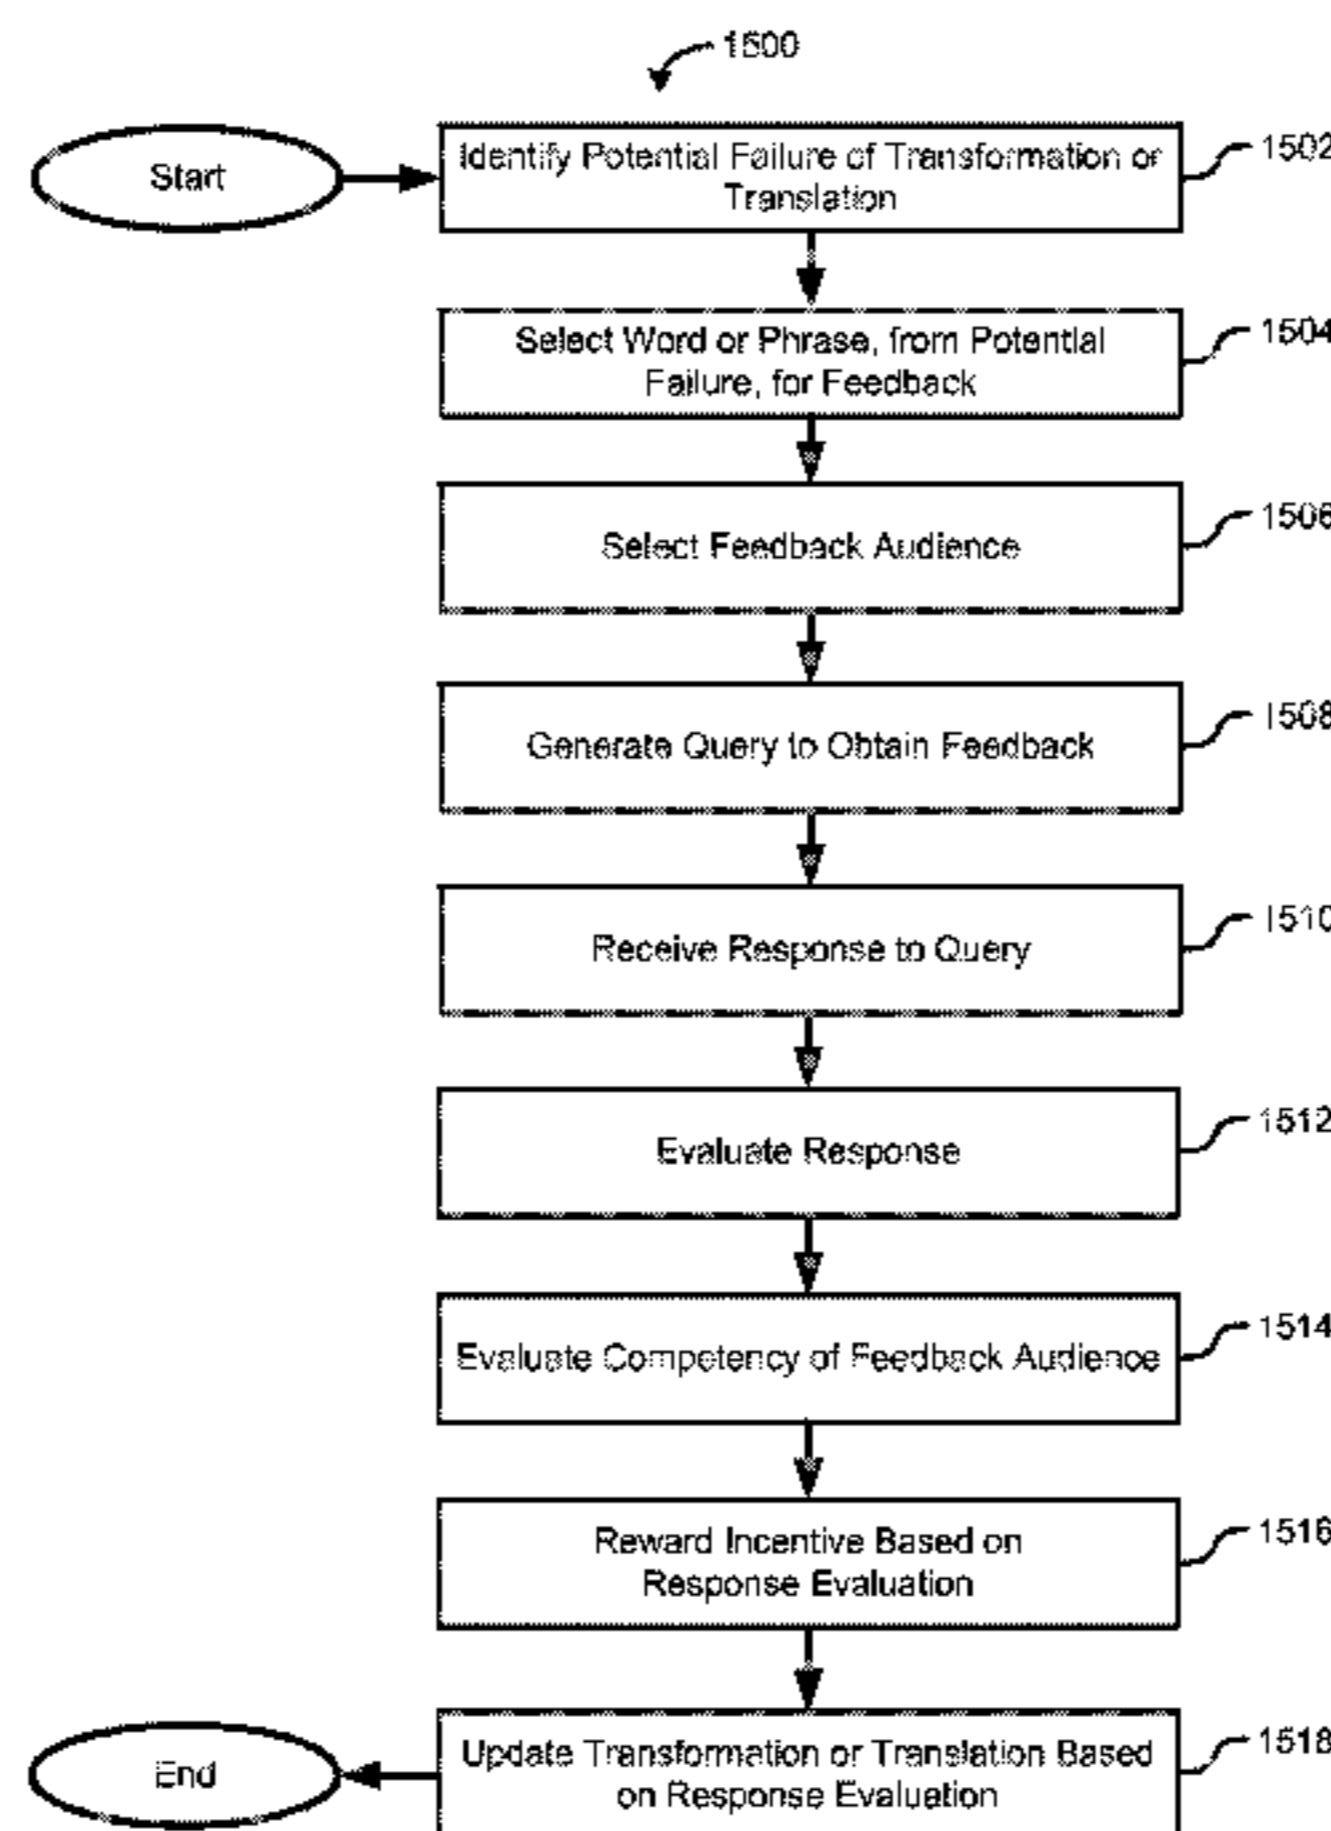 1500
Start
Identify Potential Failure of Transformation or
Translation
1502
Select Word or Phrase, from Potential
Failure, for Feedback
1504
Select Feedback Audience
1506
Generate Query to Obtain Feedback
1508
Receive Response to Query
1510
Evaluate Response
1512
Evaluate Competency of Feedback Audience
1514
Reward Incentive Based on
Response Evaluation
1516
End
Update Transformation or Translation Based
on Response Evaluation
1518